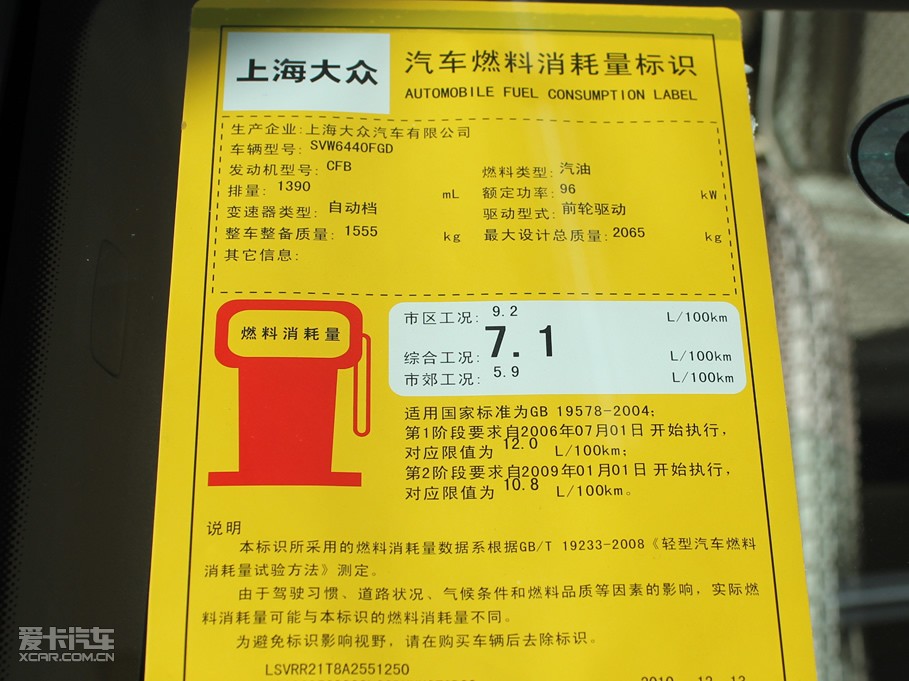 上海大众
汽车燃料消耗量标识
AUTOMOBILE FUEL CONSUMPTION LABEL
生产企业:上海大众汽车有限公司
车辆型号: SVW6440FGD
发动机型号: CFB 燃料类型: 汽油
排量: 1390 mL 额定功率: 96 kW
变速器类型: 自动档 驱动型式: 前轮驱动
整车整备质量: 1555 kg 最大设计总质量: 2065 kg
其它信息:
燃料消耗量
市区工况: 9.2 L/100km
综合工况: 7.1 L/100km
市郊工况: 5.9 L/100km
适用国家标准为GB 19578-2004;
第1阶段要求自2006年07月01日 开始执行,
对应限值为 12.0 L/100km;
第2阶段要求自2009年01月01日 开始执行,
对应限值为 10.8 L/100km。
说明
本标识所采用的燃料消耗量数据系根据GB/T 19233-2008《轻型汽车燃料
消耗量试验方法》测定。
由于驾驶习惯、道路状况、气候条件和燃料品质等因素的影响,实际燃
料消耗量可能与本标识的燃料消耗量不同。
为避免标识影响视野,请在购买车辆后去除标识。
LSVRR21T8A2551250
爱卡汽车
XCAR.COM.CN